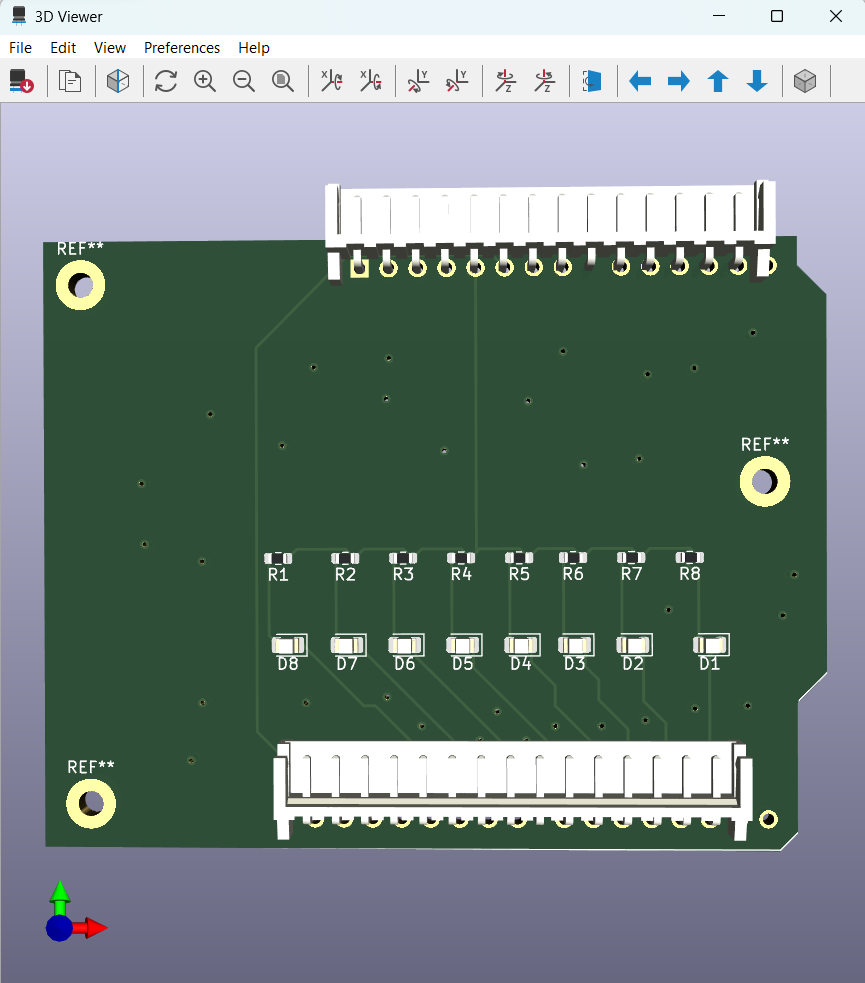 3D Viewer
File Edit View Preferences Help
X X Y Y Z Z
REF**
REF**
R1 R2 R3 R4 R5 R6 R7 R8
D8 D7 D6 D5 D4 D3 D2 D1
REF**